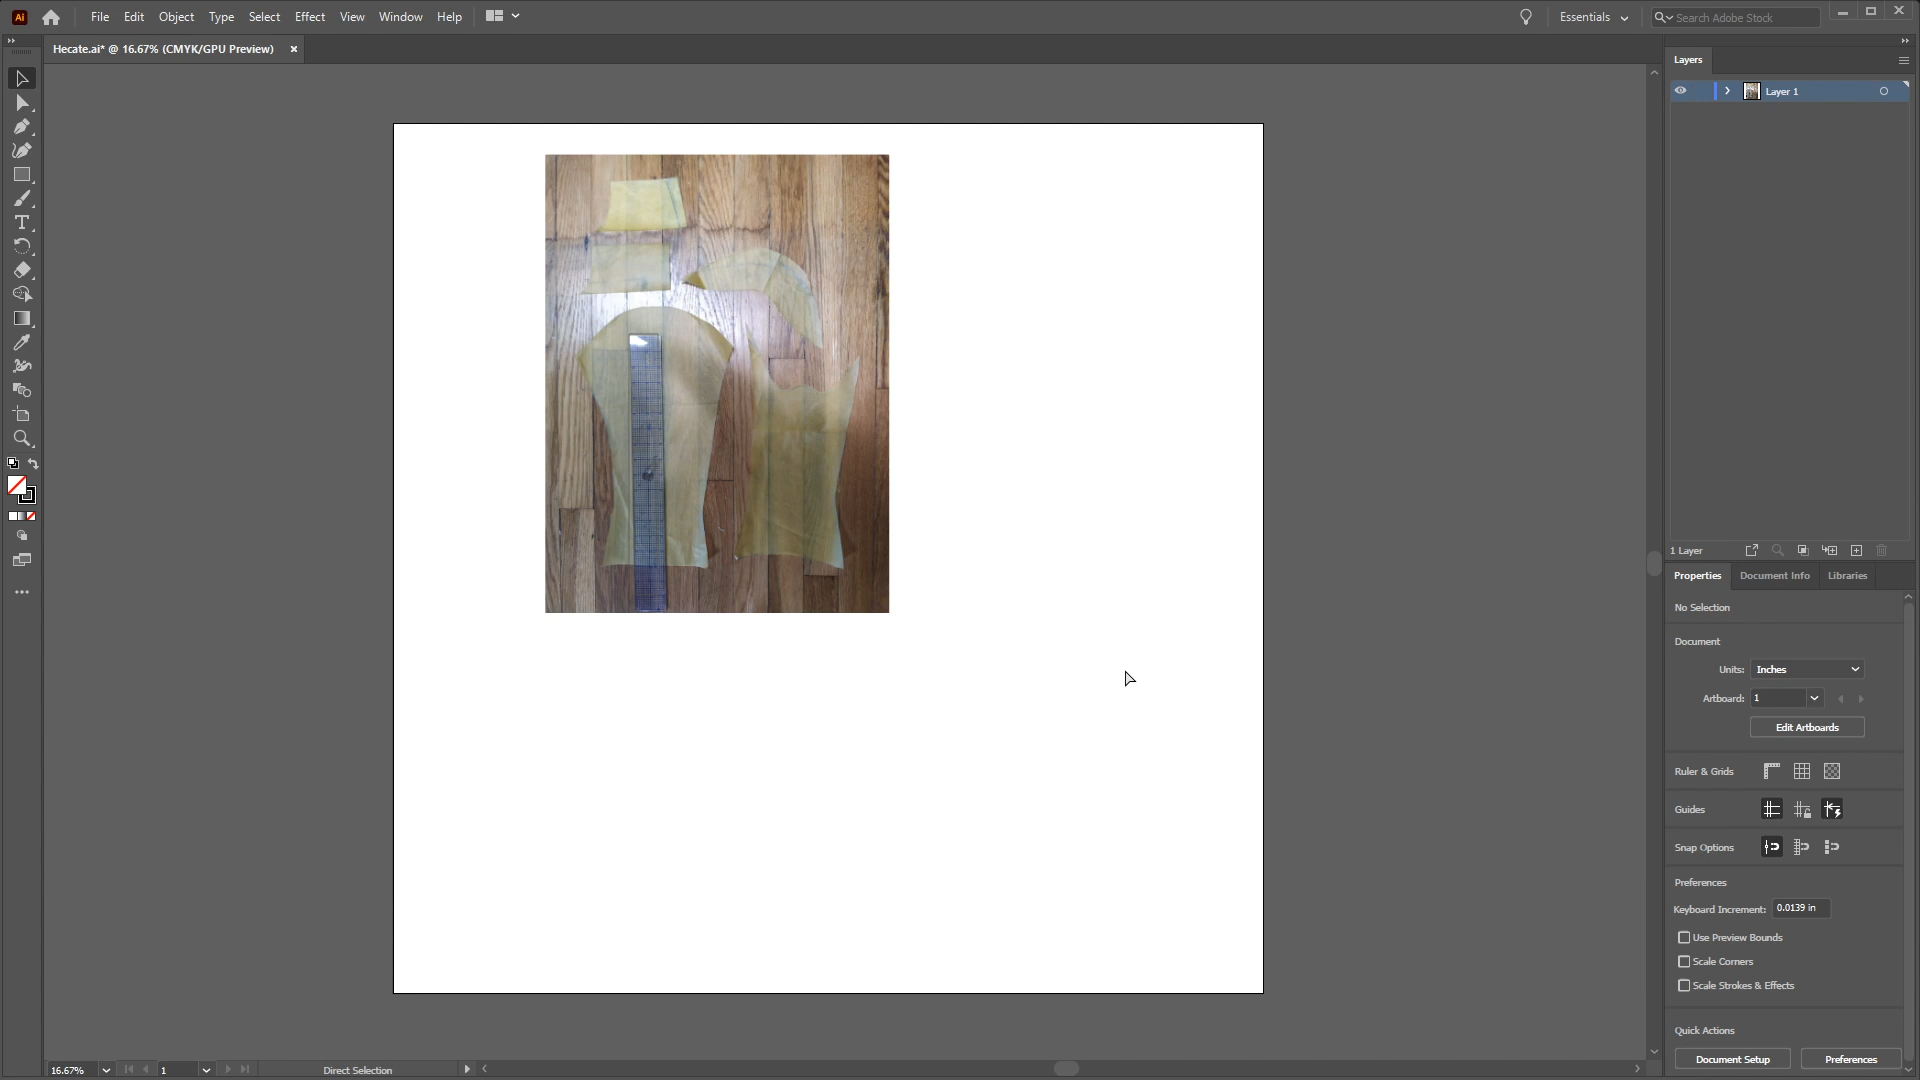 Ai File Edit Object Type Select Effect View Window Help Essentials Search Adobe Stock
Hecate.ai* @ 16.67% (CMYK/GPU Preview)
Layers
Layer 1
1 Layer
Properties Document Info Libraries
No Selection
Document
Units: Inches
Artboard: 1
Edit Artboards
Ruler & Grids
Guides
Snap Options
Preferences
Keyboard Increment: 0.0139 in
Use Preview Bounds
Scale Corners
Scale Strokes & Effects
Quick Actions
Document Setup Preferences
16.67% 1 Direct Selection